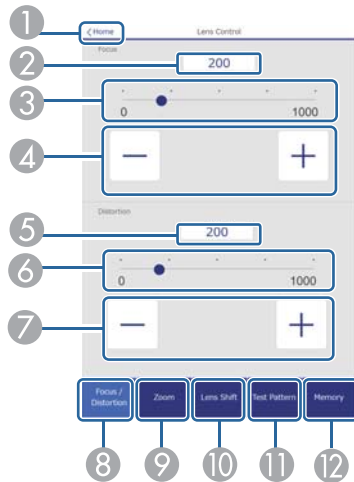 1 <Home Lens Control
Focus
2 200
3 0 1000
4 − +
Distortion
5 200
6 0 1000
7 − +
Focus / Distortion Zoom Lens Shift Test Pattern Memory
8 9 10 11 12